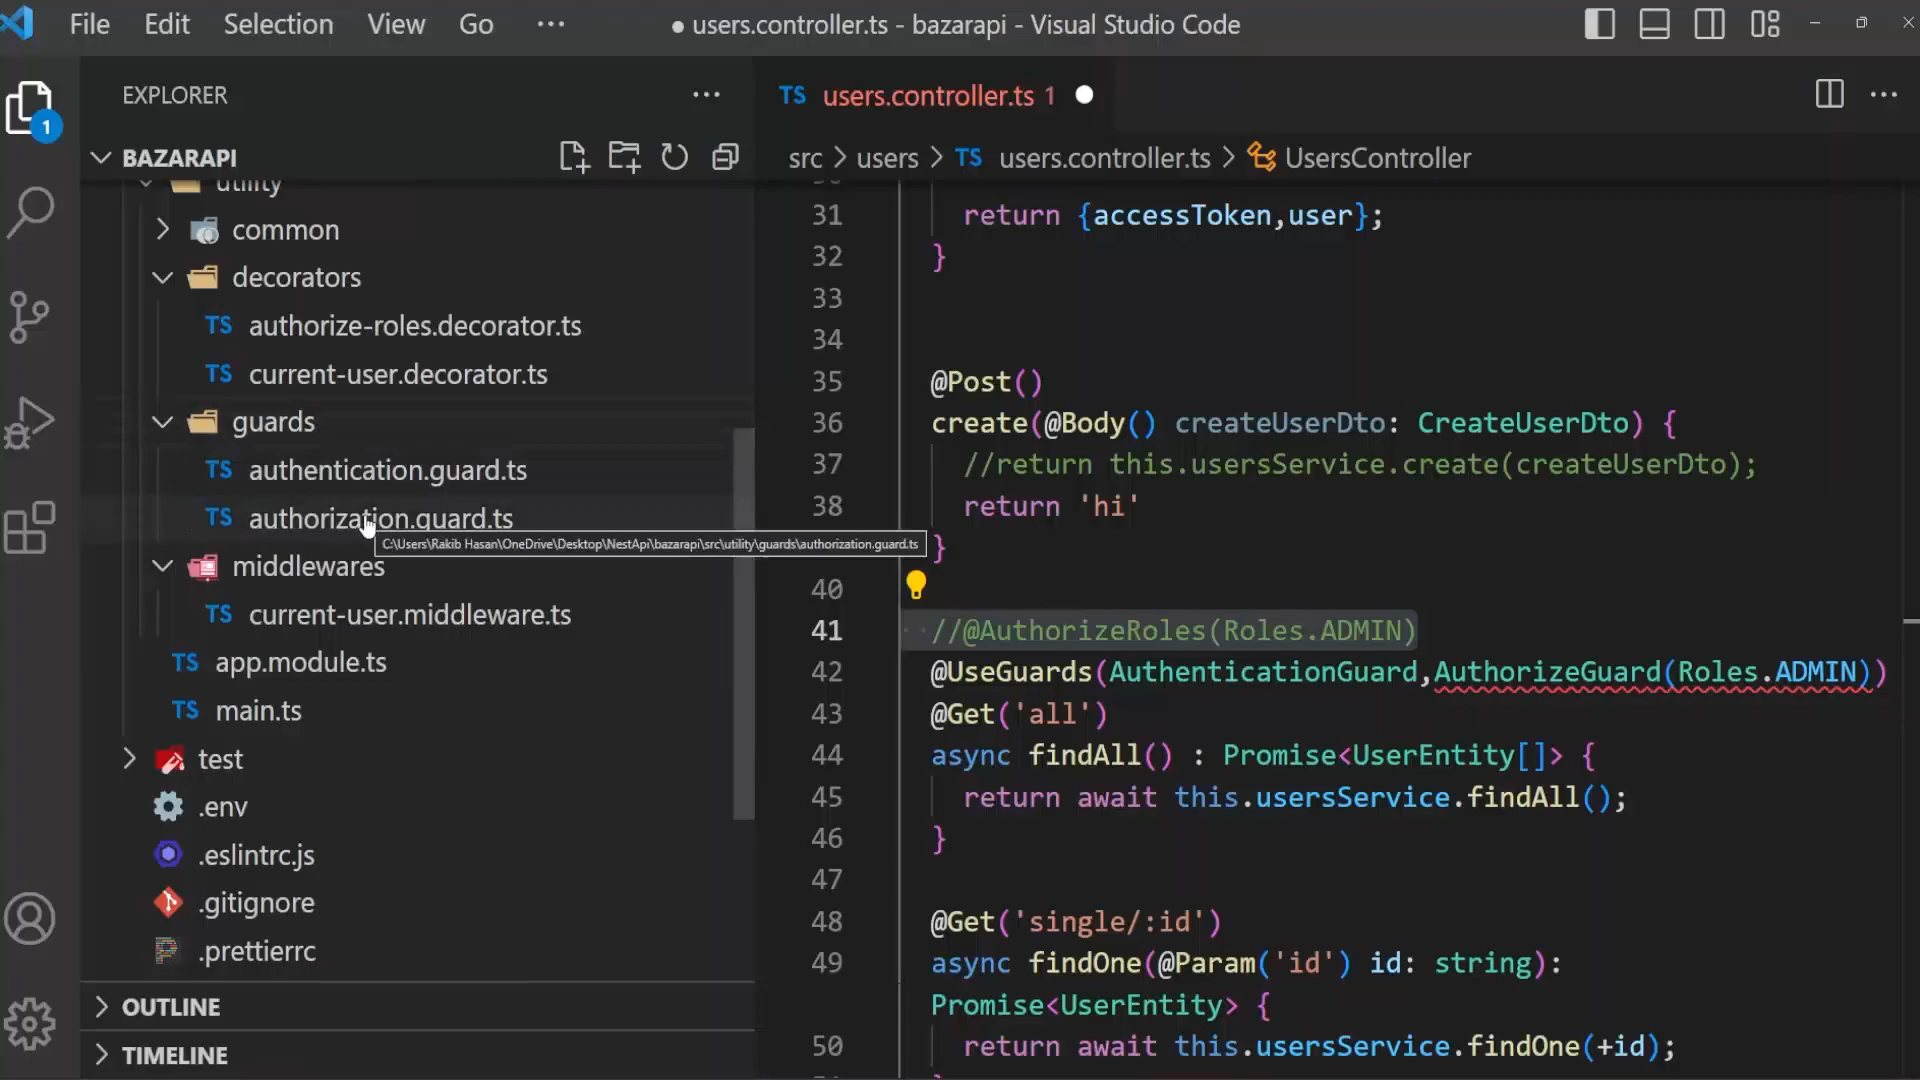 File Edit Selection View Go ···
● users.controller.ts - bazarapi - Visual Studio Code
EXPLORER
1
BAZARAPI
utility
common
decorators
TS authorize-roles.decorator.ts
TS current-user.decorator.ts
guards
TS authentication.guard.ts
TS authorization.guard.ts
C:\Users\Rakib Hasan\OneDrive\Desktop\NestApi\bazarapi\src\utility\guards\authorization.guard.ts
middlewares
TS current-user.middleware.ts
TS app.module.ts
TS main.ts
test
.env
.eslintrc.js
.gitignore
.prettierrc
OUTLINE
TIMELINE
TS users.controller.ts 1
src > users > TS users.controller.ts > UsersController
31 return {accessToken,user};
32 }
33
34
35 @Post()
36 create(@Body() createUserDto: CreateUserDto) {
37 //return this.usersService.create(createUserDto);
38 return 'hi'
}
40
41 //@AuthorizeRoles(Roles.ADMIN)
42 @UseGuards(AuthenticationGuard,AuthorizeGuard(Roles.ADMIN))
43 @Get('all')
44 async findAll() : Promise<UserEntity[]> {
45 return await this.usersService.findAll();
46 }
47
48 @Get('single/:id')
49 async findOne(@Param('id') id: string):
Promise<UserEntity> {
50 return await this.usersService.findOne(+id);